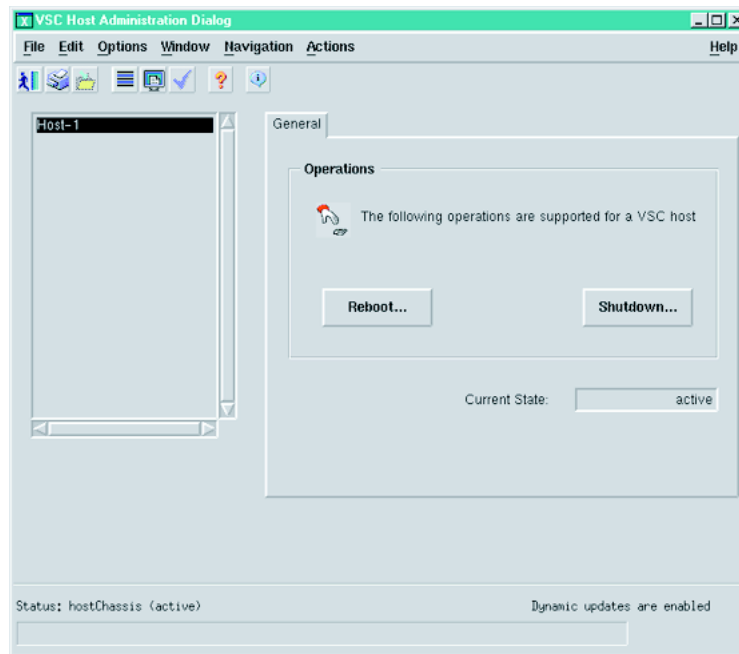 VSC Host Administration Dialog
File Edit Options Window Navigation Actions Help
Host-1
General
Operations
The following operations are supported for a VSC host
Reboot... Shutdown...
Current State: active
Status: hostChassis (active) Dynamic updates are enabled